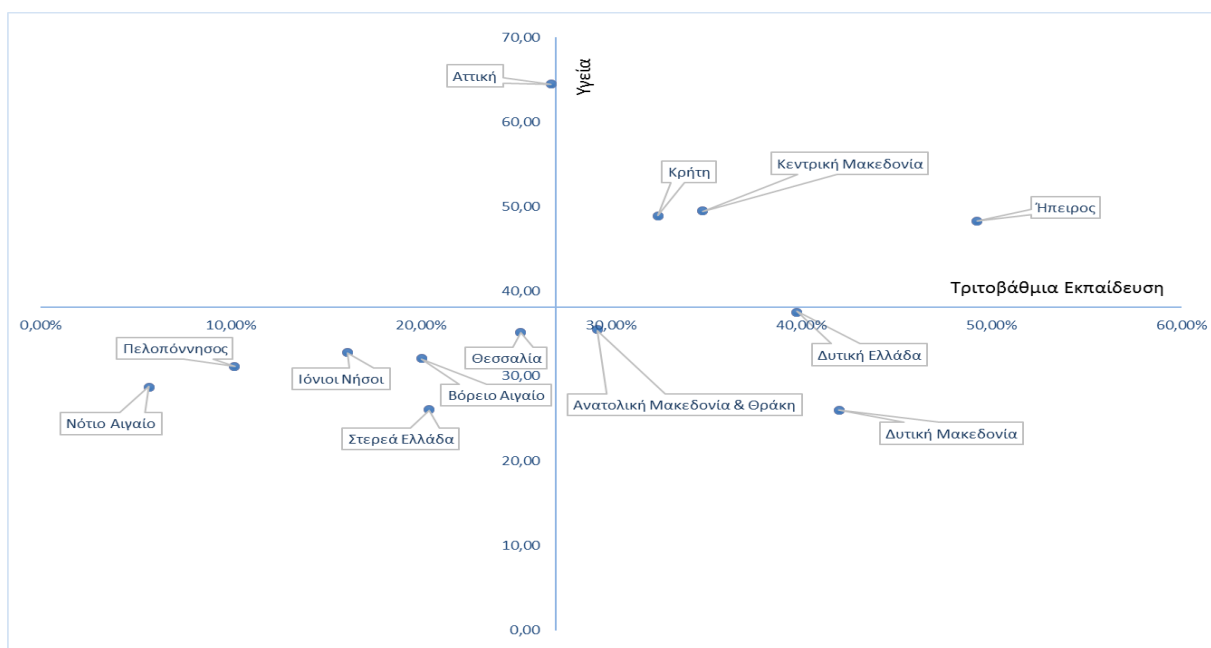 70,00
Υγεία
Αττική
60,00
Κεντρική Μακεδονία
Κρήτη
50,00
Ήπειρος
40,00
Τριτοβάθμια Εκπαίδευση
0,00% 10,00% 20,00% 30,00% 40,00% 50,00% 60,00%
Πελοπόννησος
Θεσσαλία
Δυτική Ελλάδα
30,00
Ιόνιοι Νήσοι
Βόρειο Αιγαίο
Ανατολική Μακεδονία & Θράκη
Νότιο Αιγαίο
Στερεά Ελλάδα
Δυτική Μακεδονία
20,00
10,00
0,00